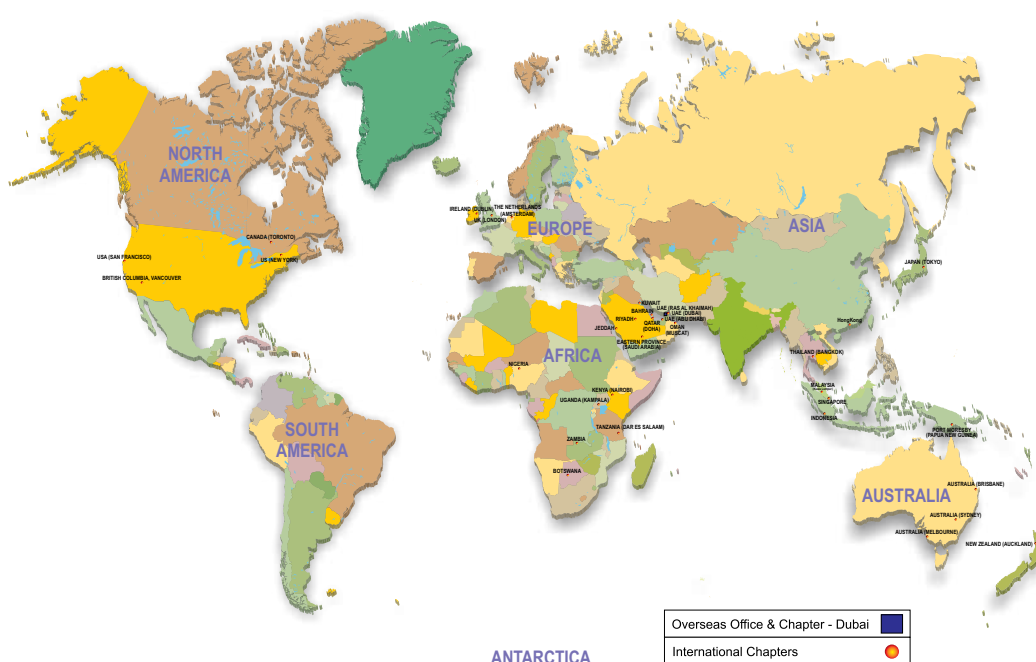 NORTH
AMERICA
CANADA (TORONTO)
USA (SAN FRANCISCO)
US (NEW YORK)
BRITISH COLUMBIA, VANCOUVER
SOUTH
AMERICA
IRELAND (DUBLIN)
THE NETHERLANDS
(AMSTERDAM)
UK (LONDON)
EUROPE
ASIA
JAPAN (TOKYO)
KUWAIT
BAHRAIN
UAE (RAS AL KHAIMAH)
UAE (DUBAI)
UAE (ABU DHABI)
RIYADH
QATAR
(DOHA)
JEDDAH
OMAN
(MUSCAT)
EASTERN PROVINCE
(SAUDI ARABIA)
HongKong
AFRICA
NIGERIA
THAILAND (BANGKOK)
KENYA (NAIROBI)
UGANDA (KAMPALA)
MALAYSIA
SINGAPORE
INDONESIA
TANZANIA (DAR ES SALAAM)
ZAMBIA
PORT MORESBY
(PAPUA NEW GUINEA)
BOTSWANA
AUSTRALIA
AUSTRALIA (BRISBANE)
AUSTRALIA (SYDNEY)
AUSTRALIA (MELBOURNE)
NEW ZEALAND (AUCKLAND)
Overseas Office & Chapter - Dubai
International Chapters
ANTARCTICA